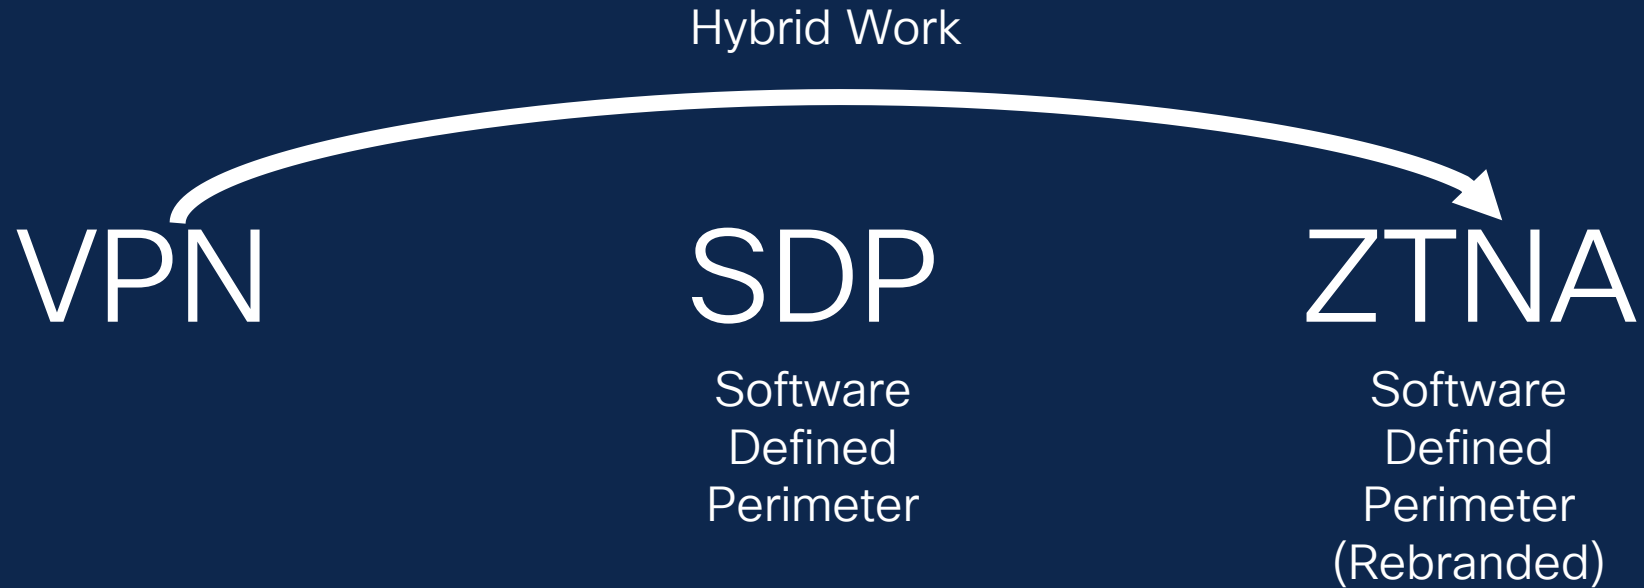 Hybrid Work
VPN
SDP
ZTNA
Software
Defined
Perimeter
Software
Defined
Perimeter
(Rebranded)